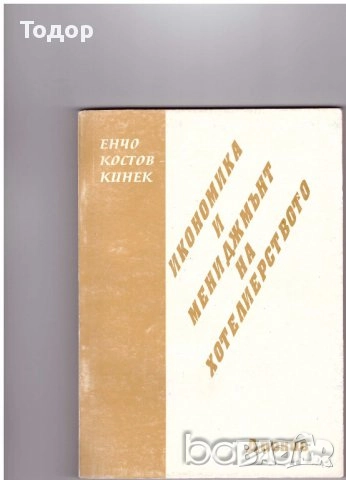 Тодор
ЕНЧО
КОСТОВ -
КИНЕК
ИКОНОМИКА
И
МЕНИДЖМЪНТ
НА
ХОТЕЛИЕРСТВОТО